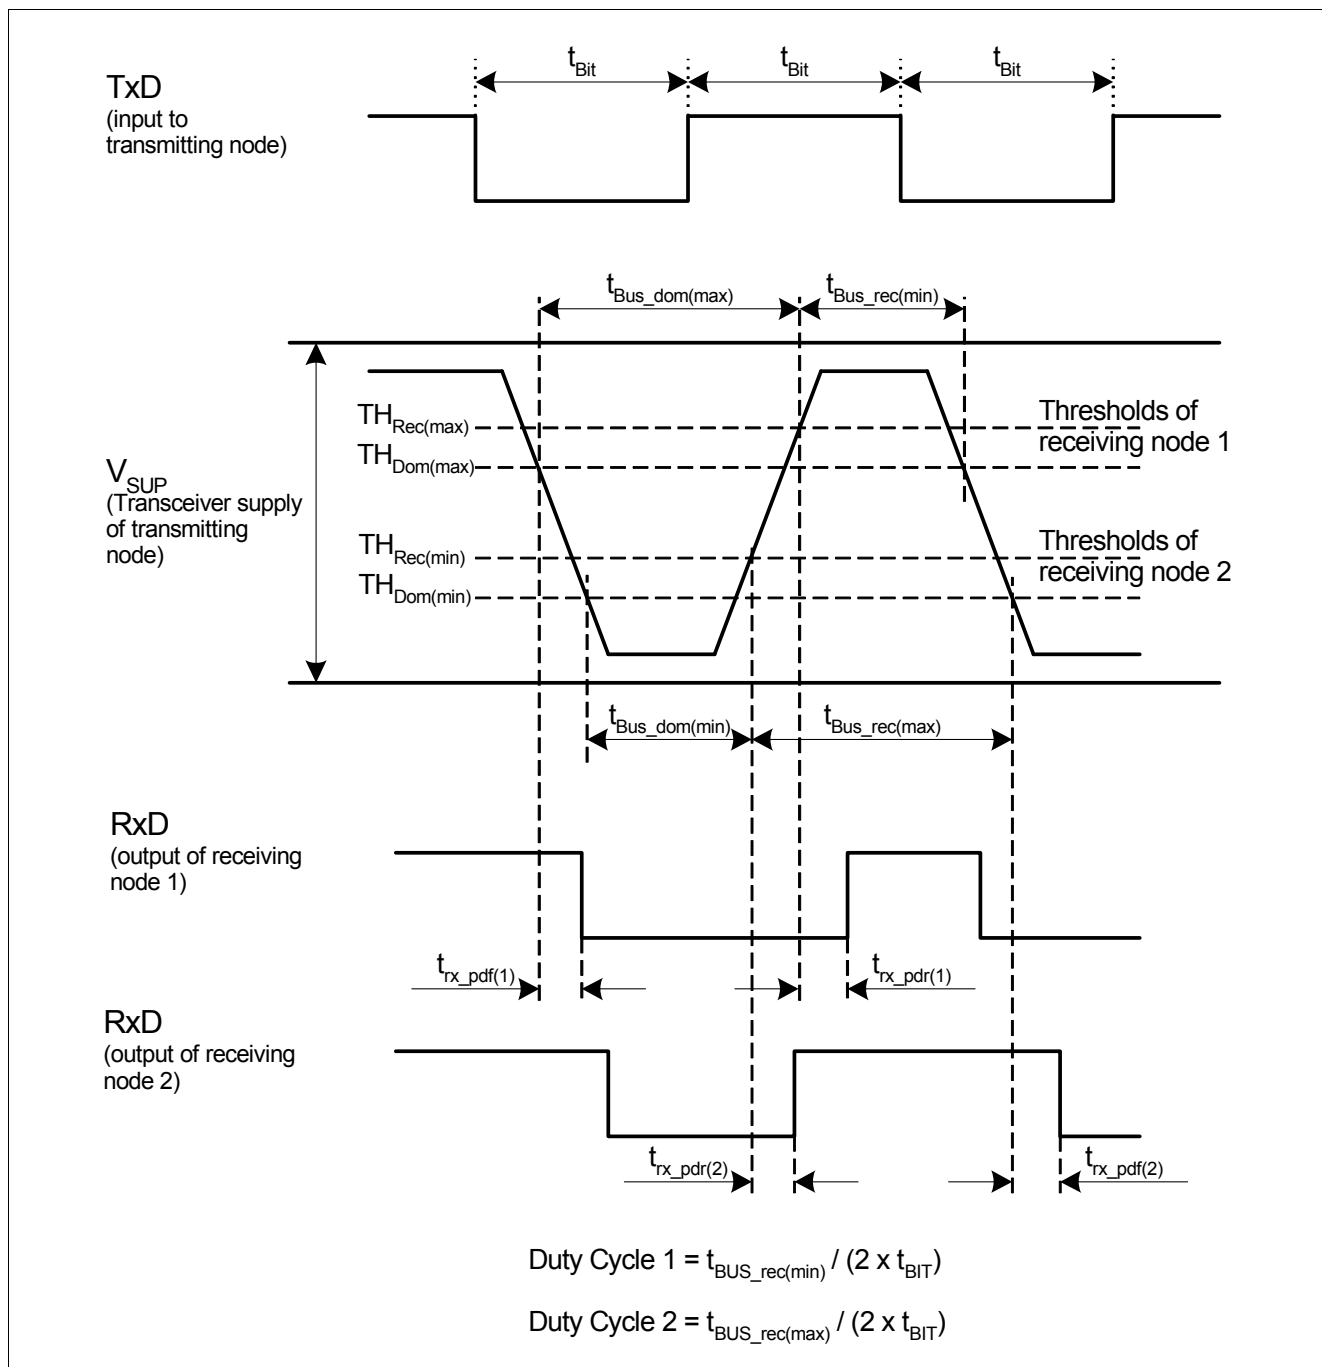 t_Bit t_Bit t_Bit
TxD
(input to
transmitting node)
t_Bus_dom(max) t_Bus_rec(min)
TH_Rec(max)
TH_Dom(max)
Thresholds of
receiving node 1
V_SUP
(Transceiver supply
of transmitting
node)
TH_Rec(min)
TH_Dom(min)
Thresholds of
receiving node 2
t_Bus_dom(min) t_Bus_rec(max)
RxD
(output of receiving
node 1)
t_rx_pdf(1) t_rx_pdr(1)
RxD
(output of receiving
node 2)
t_rx_pdr(2) t_rx_pdf(2)
Duty Cycle 1 = t_BUS_rec(min) / (2 x t_BIT)
Duty Cycle 2 = t_BUS_rec(max) / (2 x t_BIT)